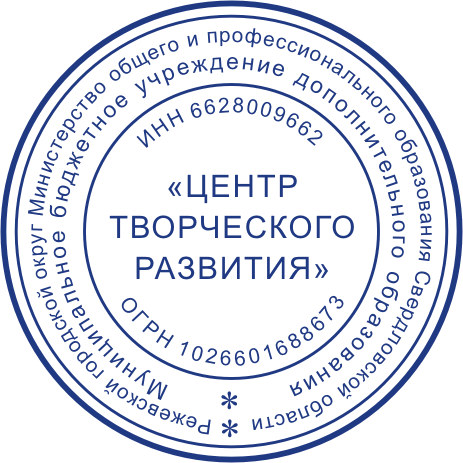 Режевской городской округ Министерство общего и профессионального образования Свердловской области *
Муниципальное бюджетное учреждение дополнительного образования *
ИНН 6628009662
«ЦЕНТР
ТВОРЧЕСКОГО
РАЗВИТИЯ»
ОГРН 1026601688673